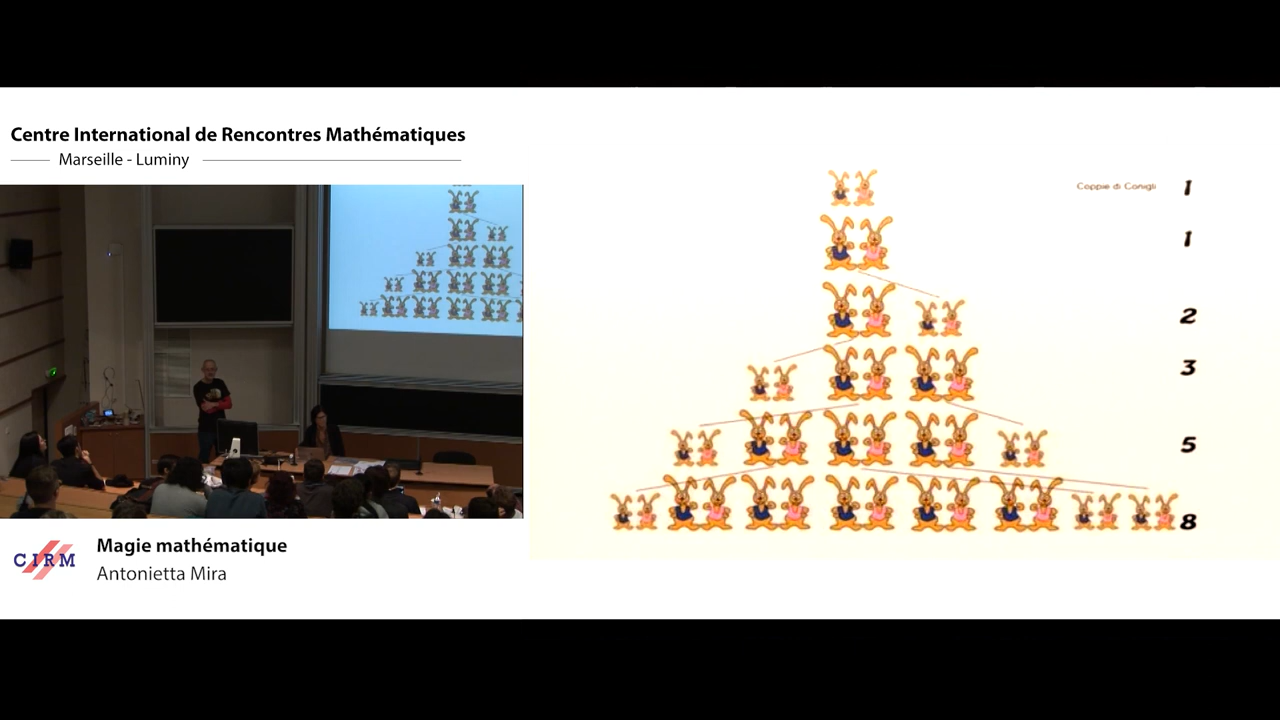 Centre International de Rencontres Mathématiques
Marseille - Luminy
Coppie di Conigli 1
1
2
3
5
8
CIRM
Magie mathématique
Antonietta Mira